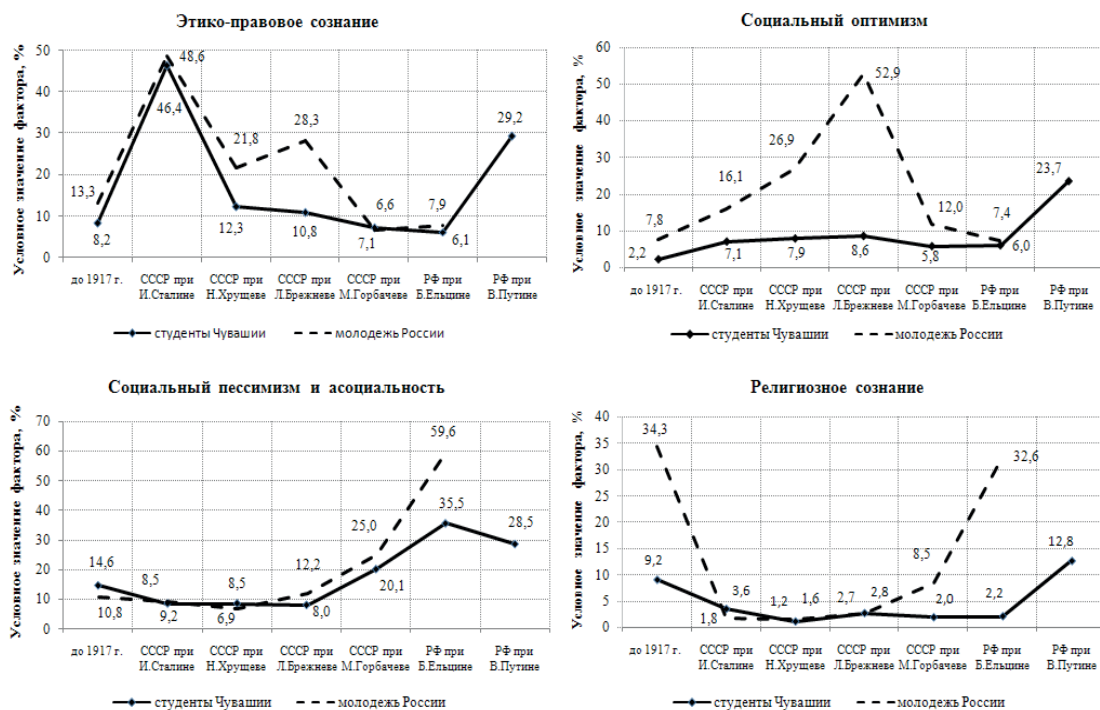 Этико-правовое сознание
Условное значение фактора, %
50
40
30
20
10
0
13,3
8,2
48,6
46,4
21,8
12,3
28,3
10,8
6,6
7,1
7,9
6,1
29,2
до 1917 г.
СССР при
И.Сталине
СССР при
Н.Хрущеве
СССР при
Л.Брежневе
СССР при
М.Горбачеве
РФ при
Б.Ельцине
РФ при
В.Путине
студенты Чувашии
молодежь России
Социальный оптимизм
Условное значение фактора, %
60
50
40
30
20
10
0
7,8
2,2
16,1
7,1
26,9
7,9
52,9
8,6
12,0
5,8
7,4
6,0
23,7
до 1917 г.
СССР при
И.Сталине
СССР при
Н.Хрущеве
СССР при
Л.Брежневе
СССР при
М.Горбачеве
РФ при
Б.Ельцине
РФ при
В.Путине
студенты Чувашии
молодежь России
Социальный пессимизм и асоциальность
Условное значение фактора, %
70
60
50
40
30
20
10
0
14,6
10,8
8,5
9,2
8,5
6,9
12,2
8,0
25,0
20,1
59,6
35,5
28,5
до 1917 г.
СССР при
И.Сталине
СССР при
Н.Хрущеве
СССР при
Л.Брежневе
СССР при
М.Горбачеве
РФ при
Б.Ельцине
РФ при
В.Путине
студенты Чувашии
молодежь России
Религиозное сознание
Условное значение фактора, %
40
35
30
25
20
15
10
5
0
34,3
9,2
3,6
1,8
1,2
1,6
2,7
2,8
8,5
2,0
32,6
2,2
12,8
до 1917 г.
СССР при
И.Сталине
СССР при
Н.Хрущеве
СССР при
Л.Брежневе
СССР при
М.Горбачеве
РФ при
Б.Ельцине
РФ при
В.Путине
студенты Чувашии
молодежь России